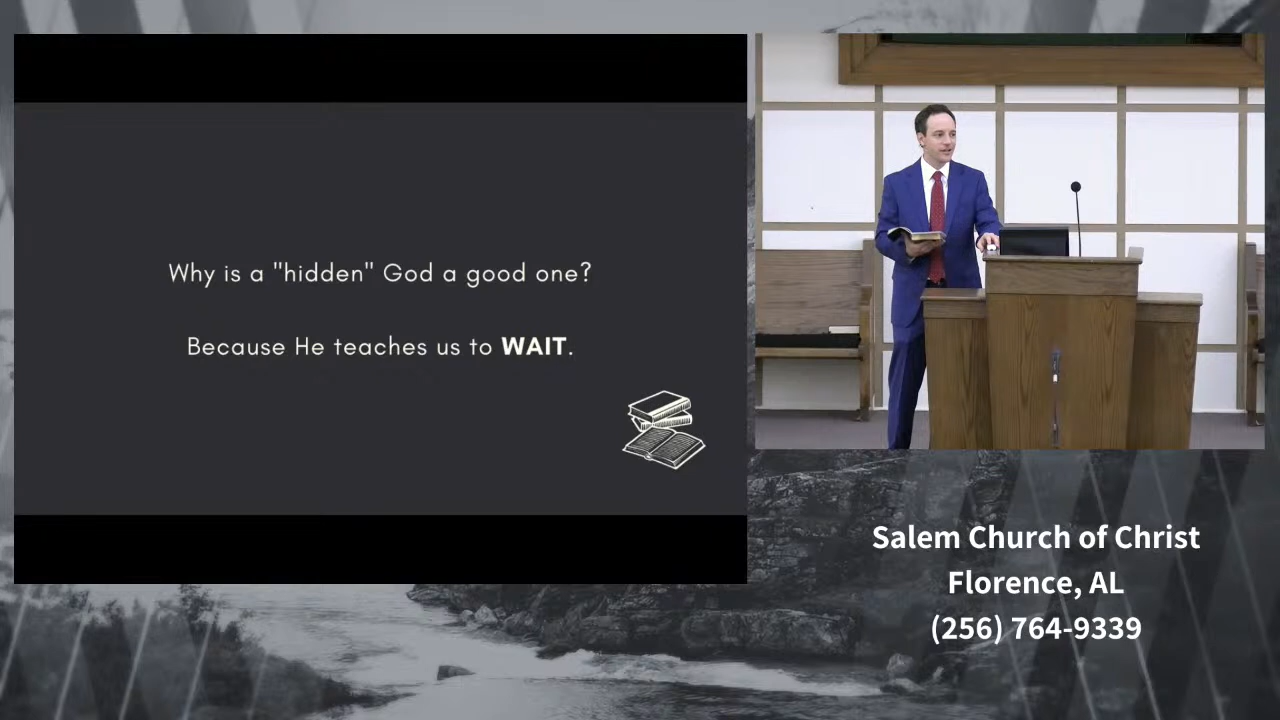 Why is a "hidden" God a good one?
Because He teaches us to WAIT.
Salem Church of Christ
Florence, AL
(256) 764-9339